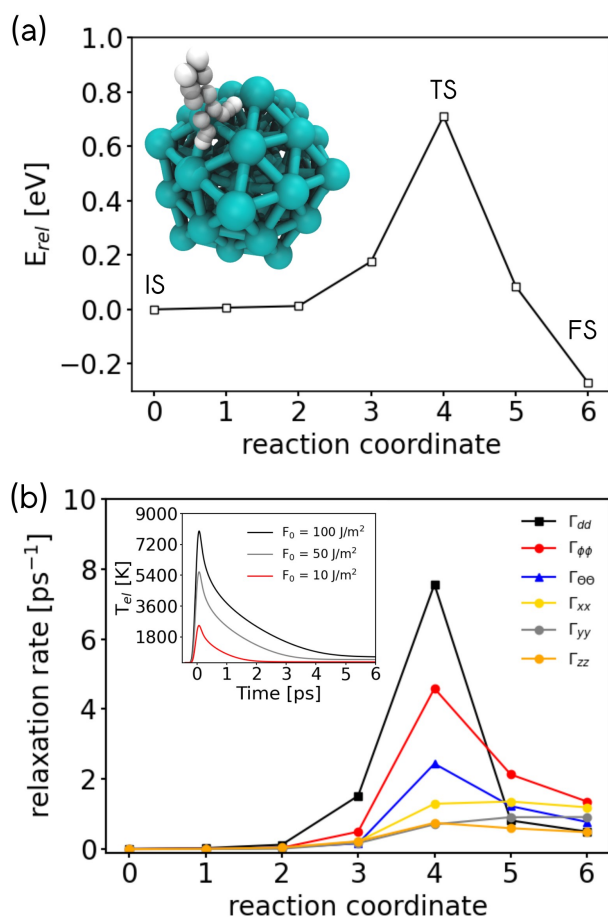 (a)
1.0
0.8
0.6
0.4
0.2
0.0
−0.2
E_rel [eV]
IS
TS
FS
0 1 2 3 4 5 6
reaction coordinate
(b)
10
8
6
4
2
0
relaxation rate [ps⁻¹]
9000
7200
5400
3600
1800
T_el [K]
F₀ = 100 J/m²
F₀ = 50 J/m²
F₀ = 10 J/m²
0 1 2 3 4 5 6
Time [ps]
Γ_dd
Γ_ϕϕ
Γ_ΘΘ
Γ_xx
Γ_yy
Γ_zz
0 1 2 3 4 5 6
reaction coordinate